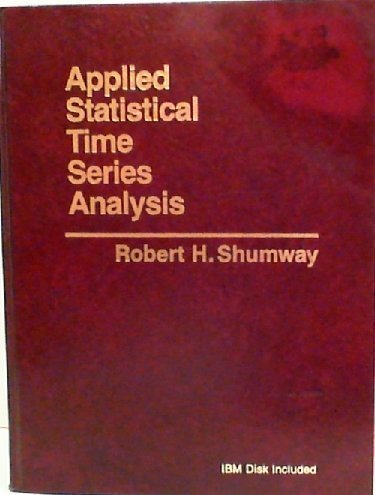 Applied
Statistical
Time
Series
Analysis
Robert H. Shumway
IBM Disk Included